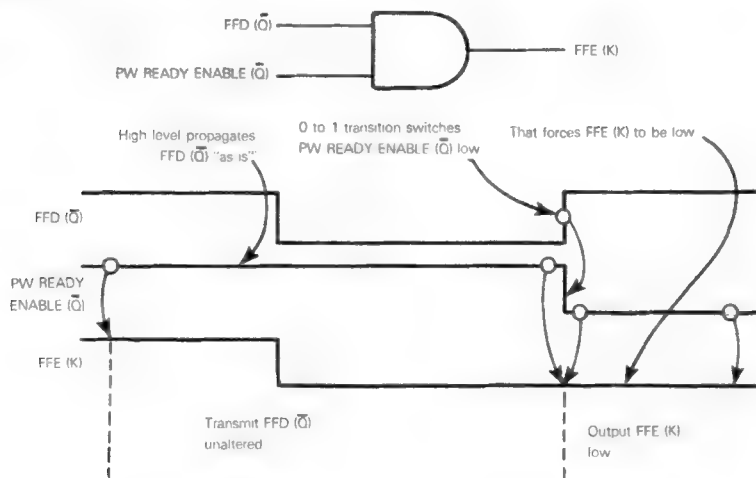 FFD (Q̅)
FFE (K)
PW READY ENABLE (Q̅)
High level propagates
FFD (Q̅) "as is"
0 to 1 transition switches
PW READY ENABLE (Q̅) low
That forces FFE (K) to be low
FFD (Q̅)
PW READY
ENABLE (Q̅)
FFE (K)
Transmit FFD (Q̅)
unaltered
Output FFE (K)
low